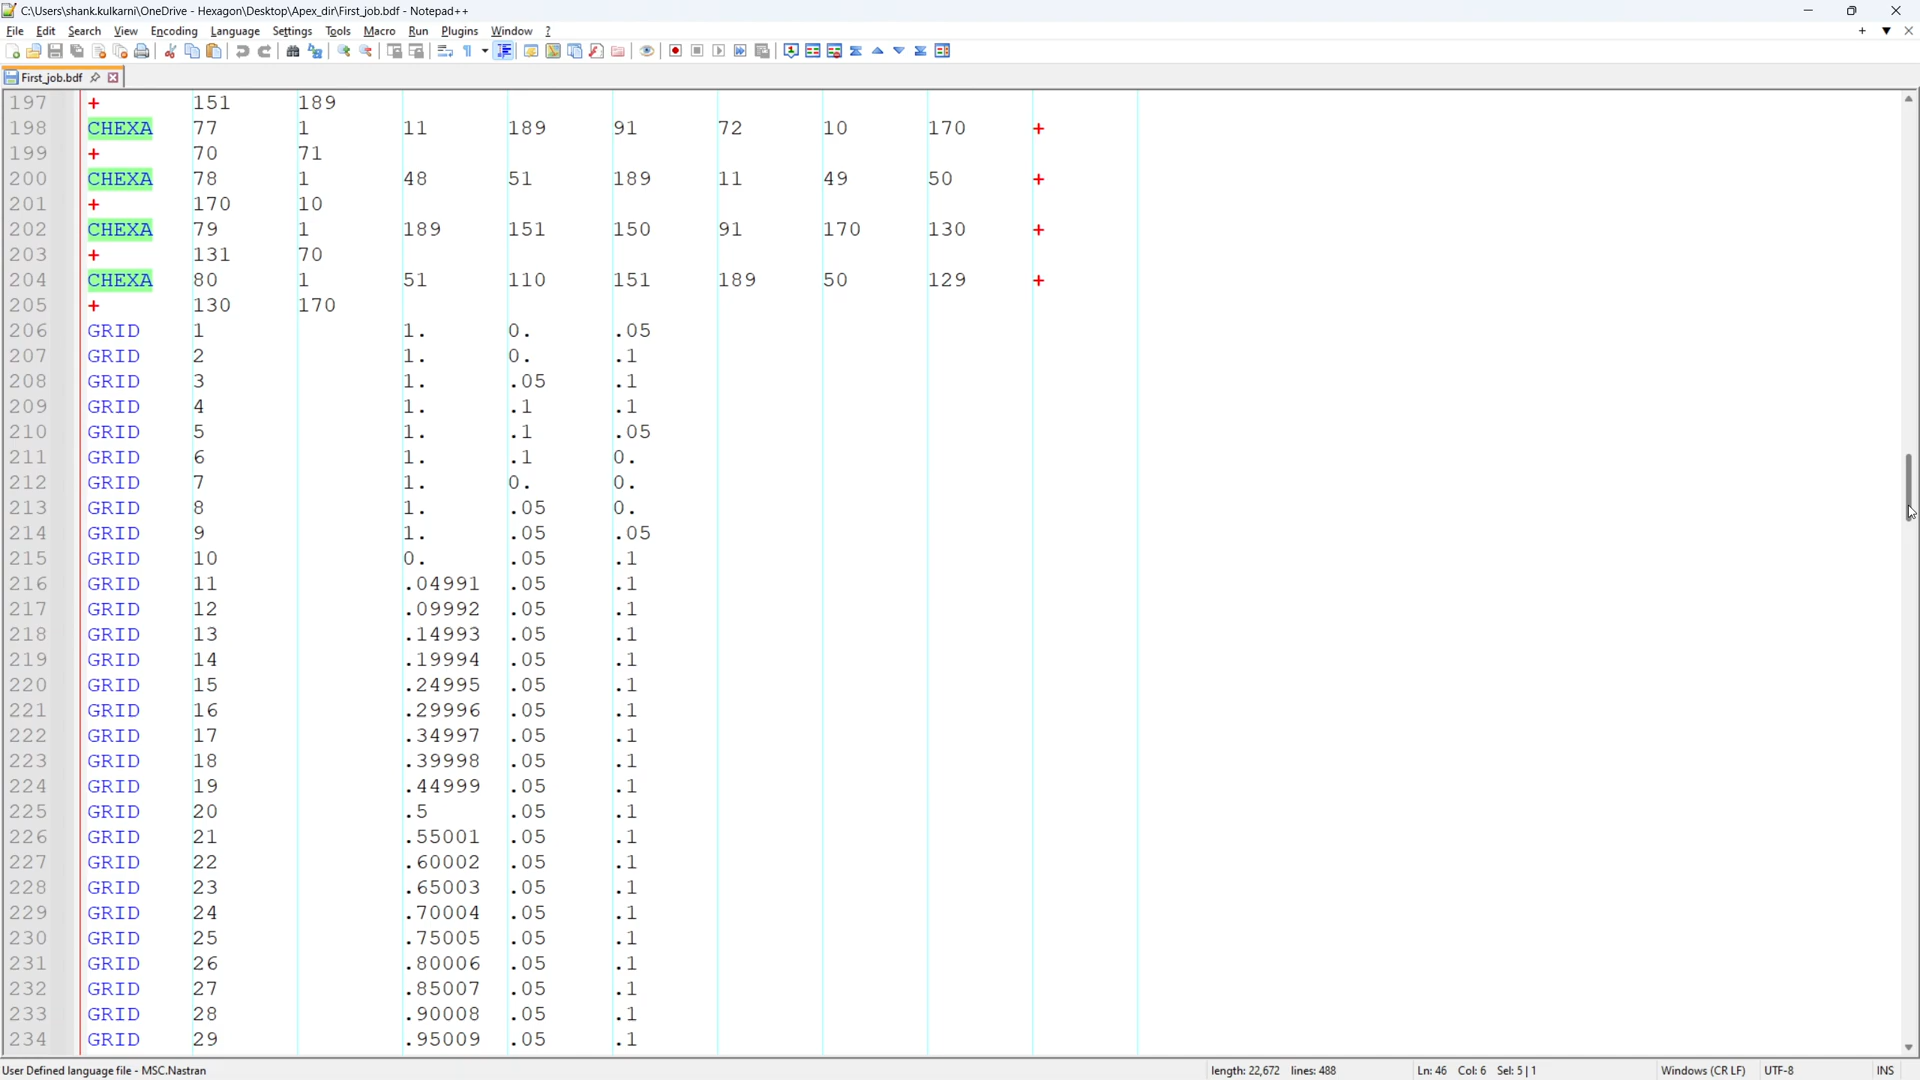 C:\Users\shank.kulkarni\OneDrive - Hexagon\Desktop\Apex_dir\First_job.bdf - Notepad++
File Edit Search View Encoding Language Settings Tools Macro Run Plugins Window ?
First_job.bdf
197 + 151 189
198 CHEXA 77 1 11 189 91 72 10 170 +
199 + 70 71
200 CHEXA 78 1 48 51 189 11 49 50 +
201 + 170 10
202 CHEXA 79 1 189 151 150 91 170 130 +
203 + 131 70
204 CHEXA 80 1 51 110 151 189 50 129 +
205 + 130 170
206 GRID 1 1. 0. .05
207 GRID 2 1. 0. .1
208 GRID 3 1. .05 .1
209 GRID 4 1. .1 .1
210 GRID 5 1. .1 .05
211 GRID 6 1. .1 0.
212 GRID 7 1. 0. 0.
213 GRID 8 1. .05 0.
214 GRID 9 1. .05 .05
215 GRID 10 0. .05 .1
216 GRID 11 .04991 .05 .1
217 GRID 12 .09992 .05 .1
218 GRID 13 .14993 .05 .1
219 GRID 14 .19994 .05 .1
220 GRID 15 .24995 .05 .1
221 GRID 16 .29996 .05 .1
222 GRID 17 .34997 .05 .1
223 GRID 18 .39998 .05 .1
224 GRID 19 .44999 .05 .1
225 GRID 20 .5 .05 .1
226 GRID 21 .55001 .05 .1
227 GRID 22 .60002 .05 .1
228 GRID 23 .65003 .05 .1
229 GRID 24 .70004 .05 .1
230 GRID 25 .75005 .05 .1
231 GRID 26 .80006 .05 .1
232 GRID 27 .85007 .05 .1
233 GRID 28 .90008 .05 .1
234 GRID 29 .95009 .05 .1
User Defined language file - MSC.Nastran length: 22,672 lines: 488 Ln: 46 Col: 6 Sel: 5 | 1 Windows (CR LF) UTF-8 INS